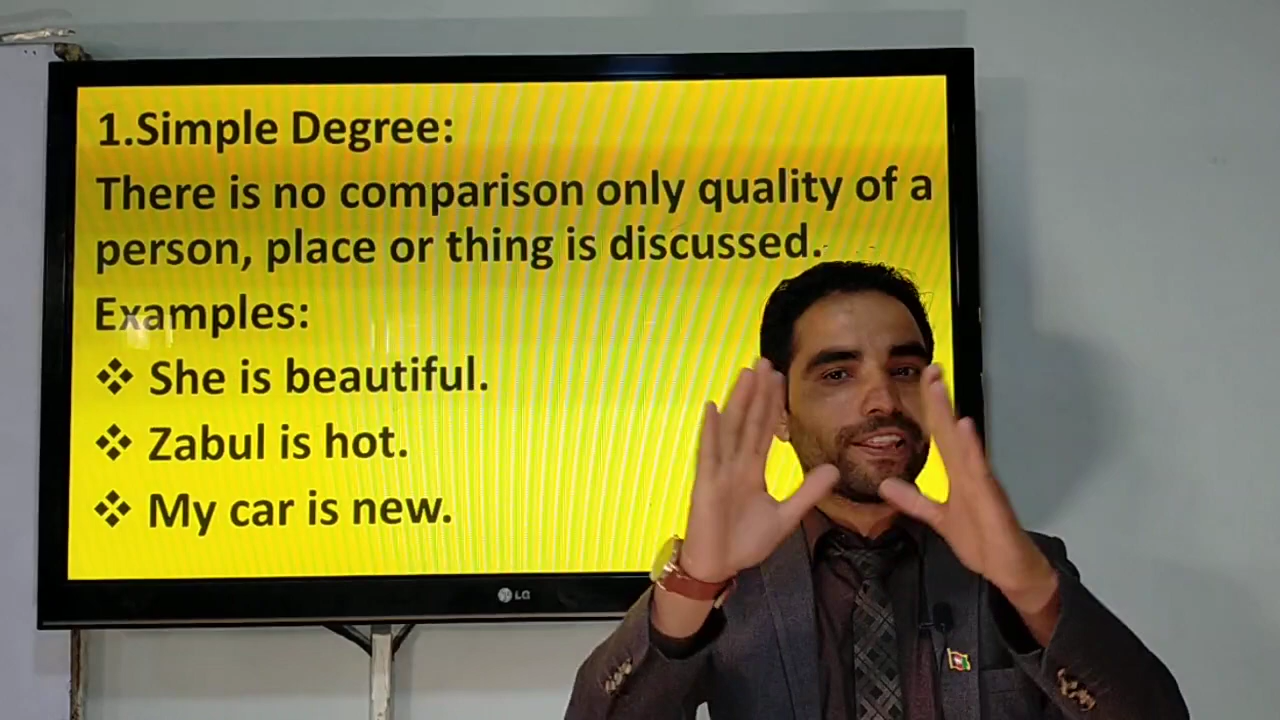 1.Simple Degree:
There is no comparison only quality of a
person, place or thing is discussed.
Examples:
❖ She is beautiful.
❖ Zabul is hot.
❖ My car is new.
LG